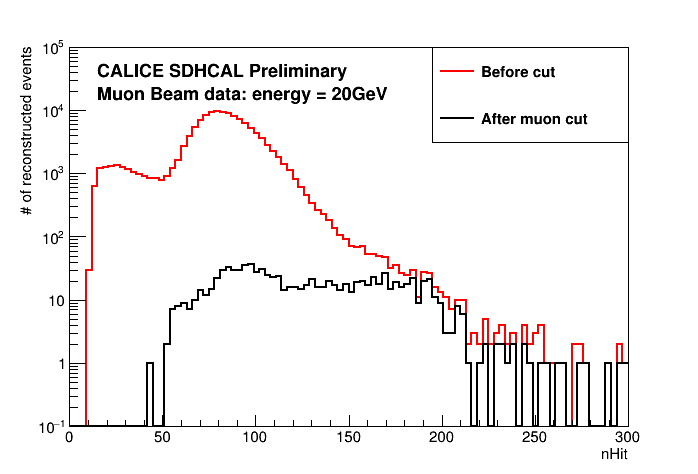 CALICE SDHCAL Preliminary
Muon Beam data: energy = 20GeV
Before cut
After muon cut
# of reconstructed events
10^5
10^4
10^3
10^2
10
1
10^−1
0 50 100 150 200 250 300
nHit